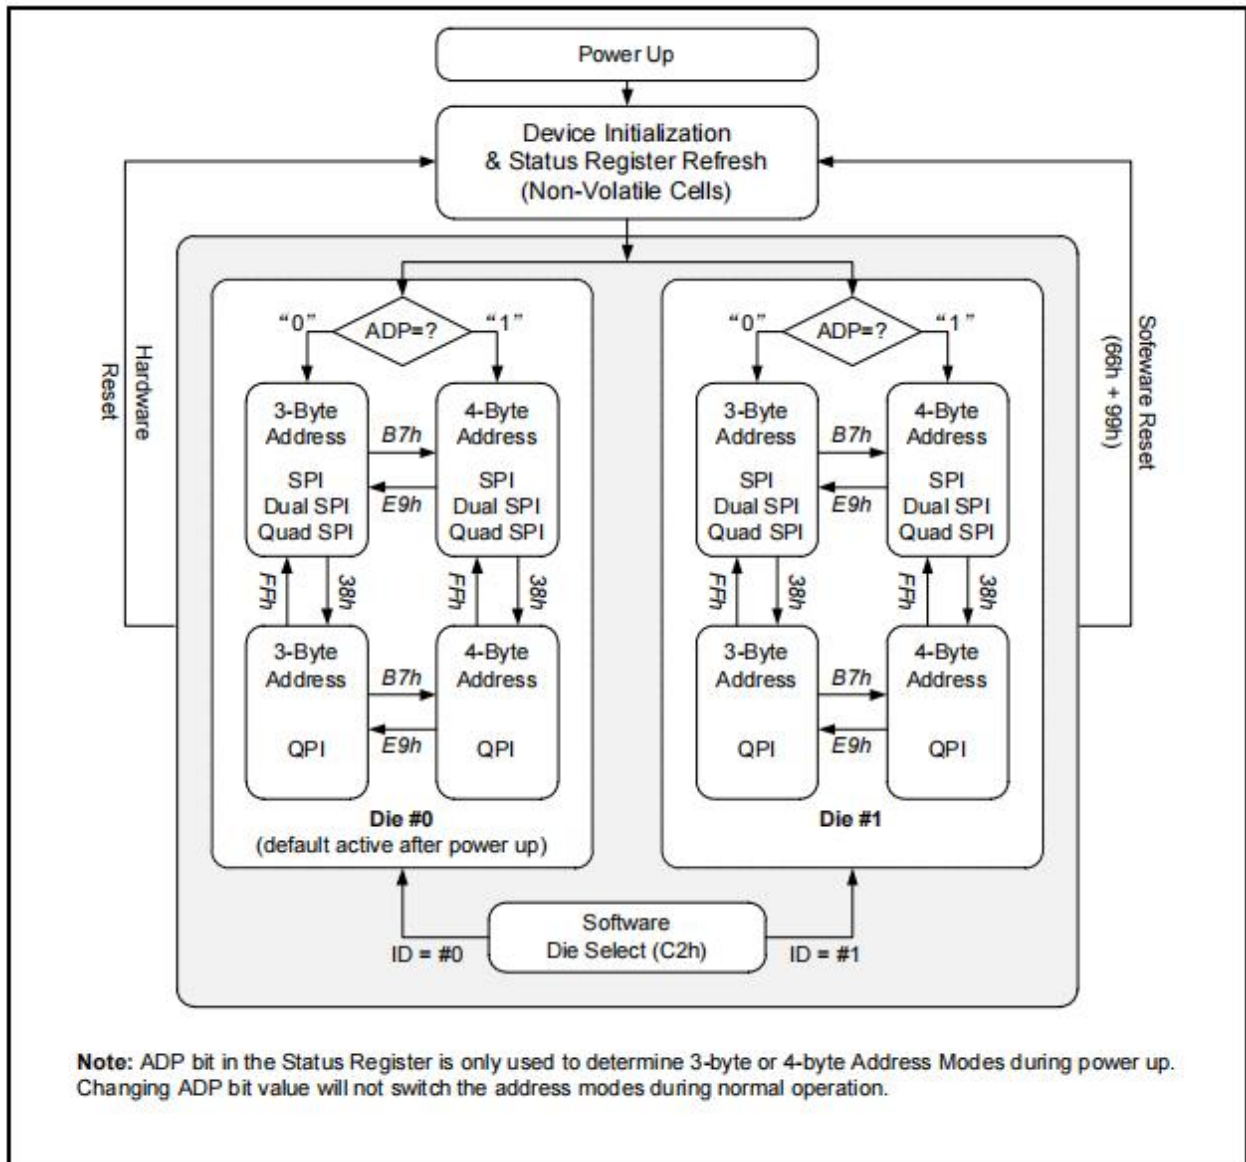 Power Up
Device Initialization
& Status Register Refresh
(Non-Volatile Cells)
Hardware
Reset
Sofeware Reset
(66h + 99h)
“0”
ADP=?
“1”
3-Byte
Address
SPI
Dual SPI
Quad SPI
B7h
E9h
4-Byte
Address
SPI
Dual SPI
Quad SPI
FFh
38h
FFh
38h
3-Byte
Address
QPI
B7h
E9h
4-Byte
Address
QPI
Die #0
(default active after power up)
“0”
ADP=?
“1”
3-Byte
Address
SPI
Dual SPI
Quad SPI
B7h
E9h
4-Byte
Address
SPI
Dual SPI
Quad SPI
FFh
38h
FFh
38h
3-Byte
Address
QPI
B7h
E9h
4-Byte
Address
QPI
Die #1
ID = #0
Software
Die Select (C2h)
ID = #1
Note: ADP bit in the Status Register is only used to determine 3-byte or 4-byte Address Modes during power up.
Changing ADP bit value will not switch the address modes during normal operation.